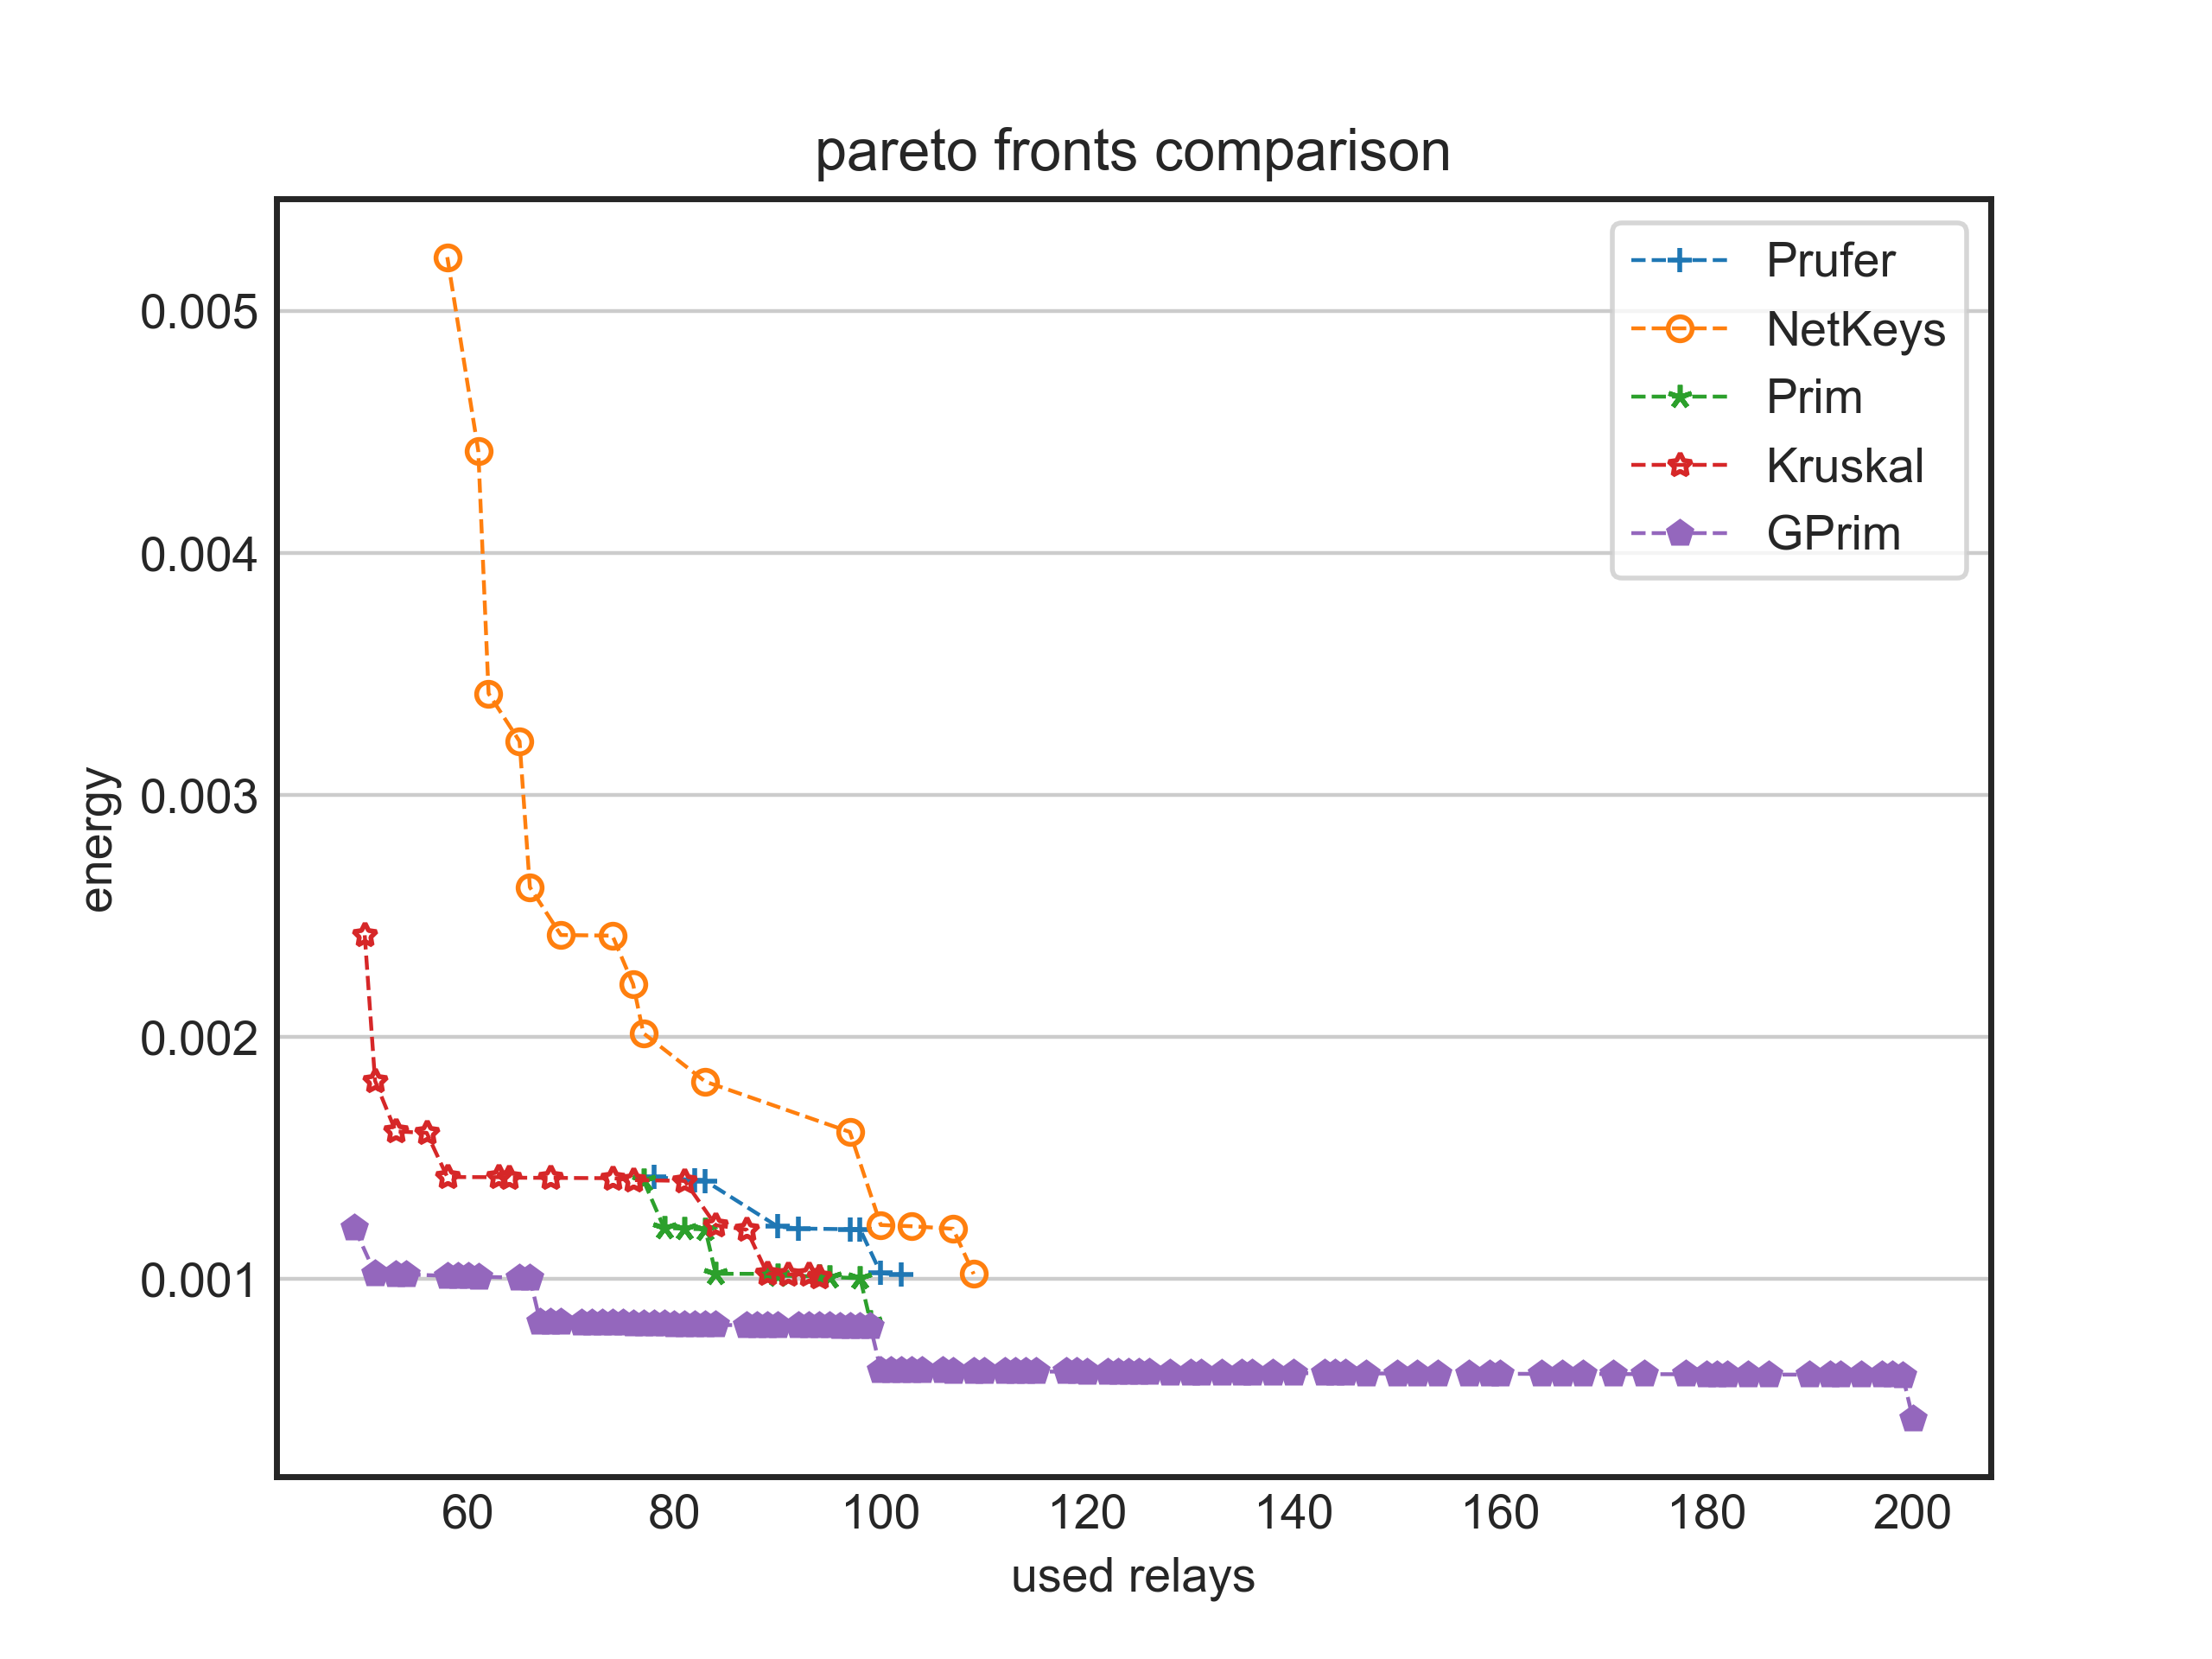 pareto fronts comparison
Prufer
NetKeys
Prim
Kruskal
GPrim
0.005
0.004
0.003
0.002
0.001
energy
60 80 100 120 140 160 180 200
used relays